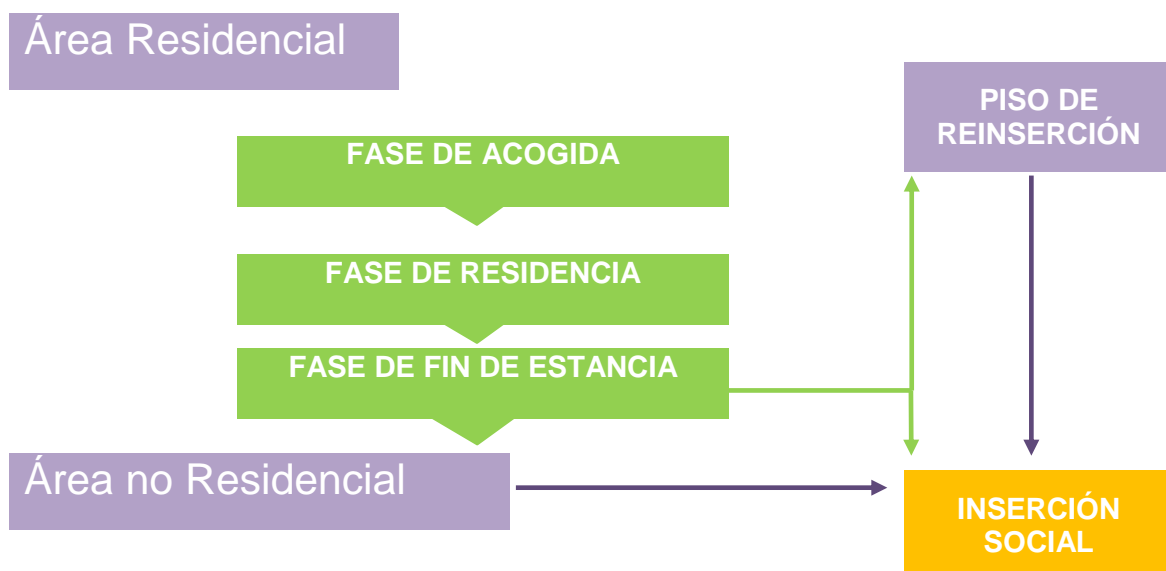 Área Residencial
PISO DE
REINSERCIÓN
FASE DE ACOGIDA
FASE DE RESIDENCIA
FASE DE FIN DE ESTANCIA
Área no Residencial
INSERCIÓN
SOCIAL